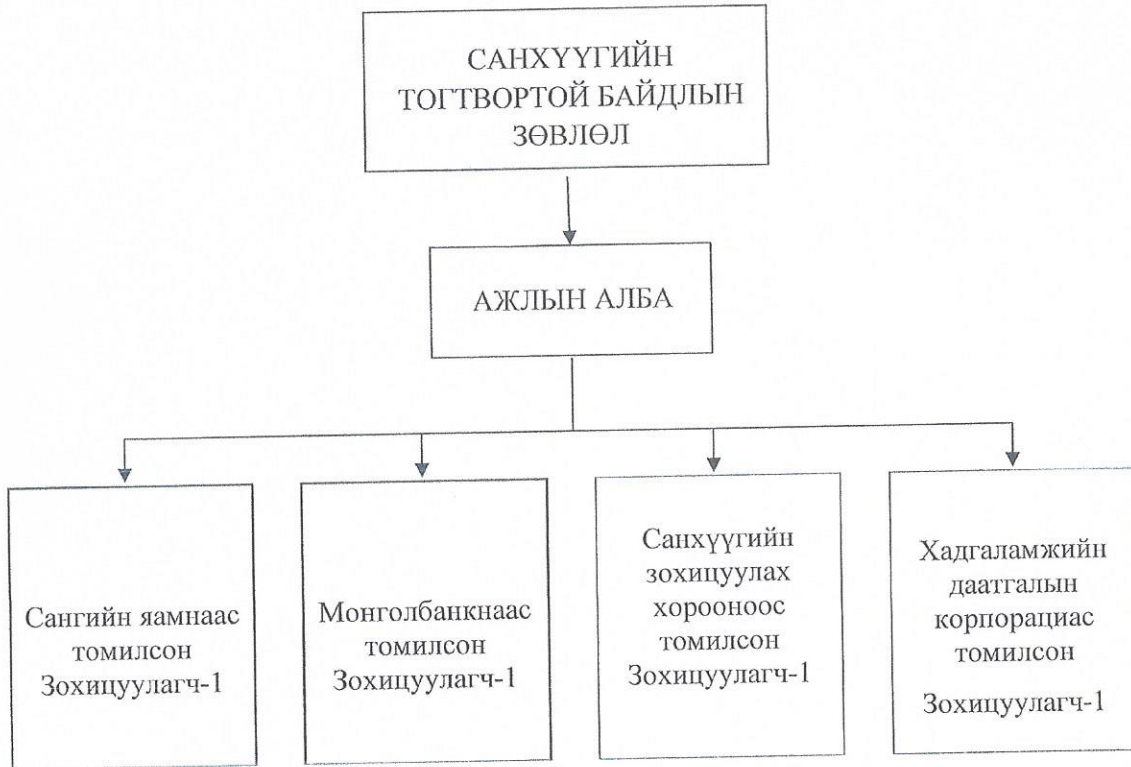 САНХҮҮГИЙН
ТОГТВОРТОЙ БАЙДЛЫН
ЗӨВЛӨЛ
АЖЛЫН АЛБА
Сангийн яамнаас
томилсон
Зохицуулагч-1
Монголбанкнаас
томилсон
Зохицуулагч-1
Санхүүгийн
зохицуулах
хорооноос
томилсон
Зохицуулагч-1
Хадгаламжийн
даатгалын
корпорациас
томилсон
Зохицуулагч-1